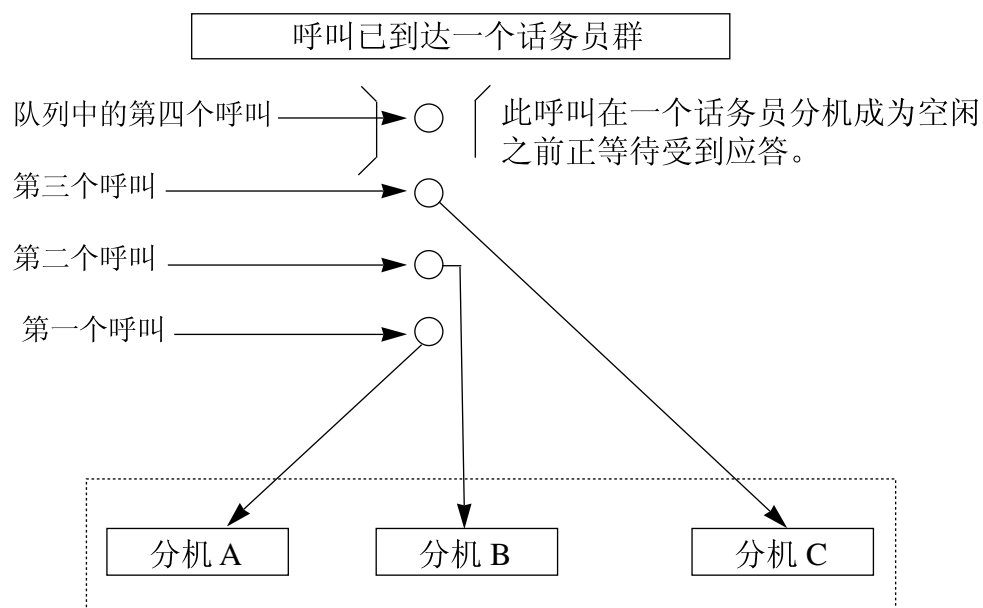 呼叫已到达一个话务员群
队列中的第四个呼叫
此呼叫在一个话务员分机成为空闲
之前正等待受到应答。
第三个呼叫
第二个呼叫
第一个呼叫
分机 A
分机 B
分机 C